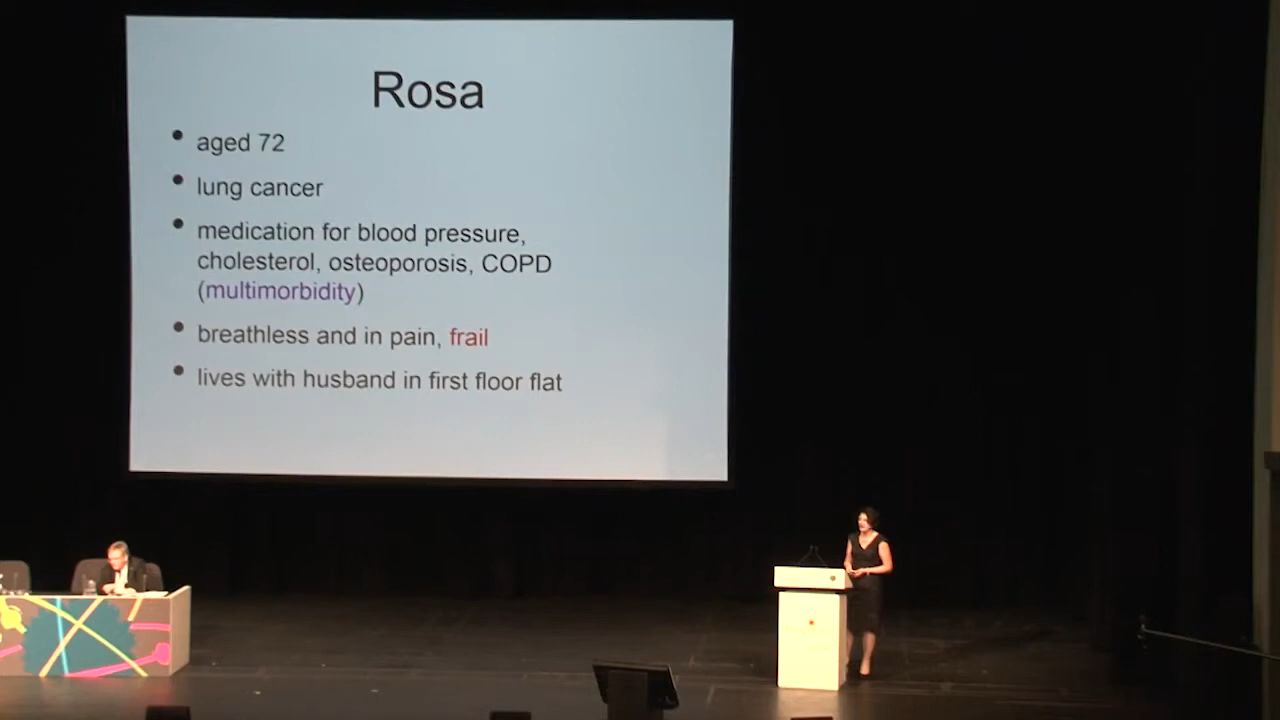 Rosa
• aged 72
• lung cancer
• medication for blood pressure,
cholesterol, osteoporosis, COPD
(multimorbidity)
• breathless and in pain, frail
• lives with husband in first floor flat